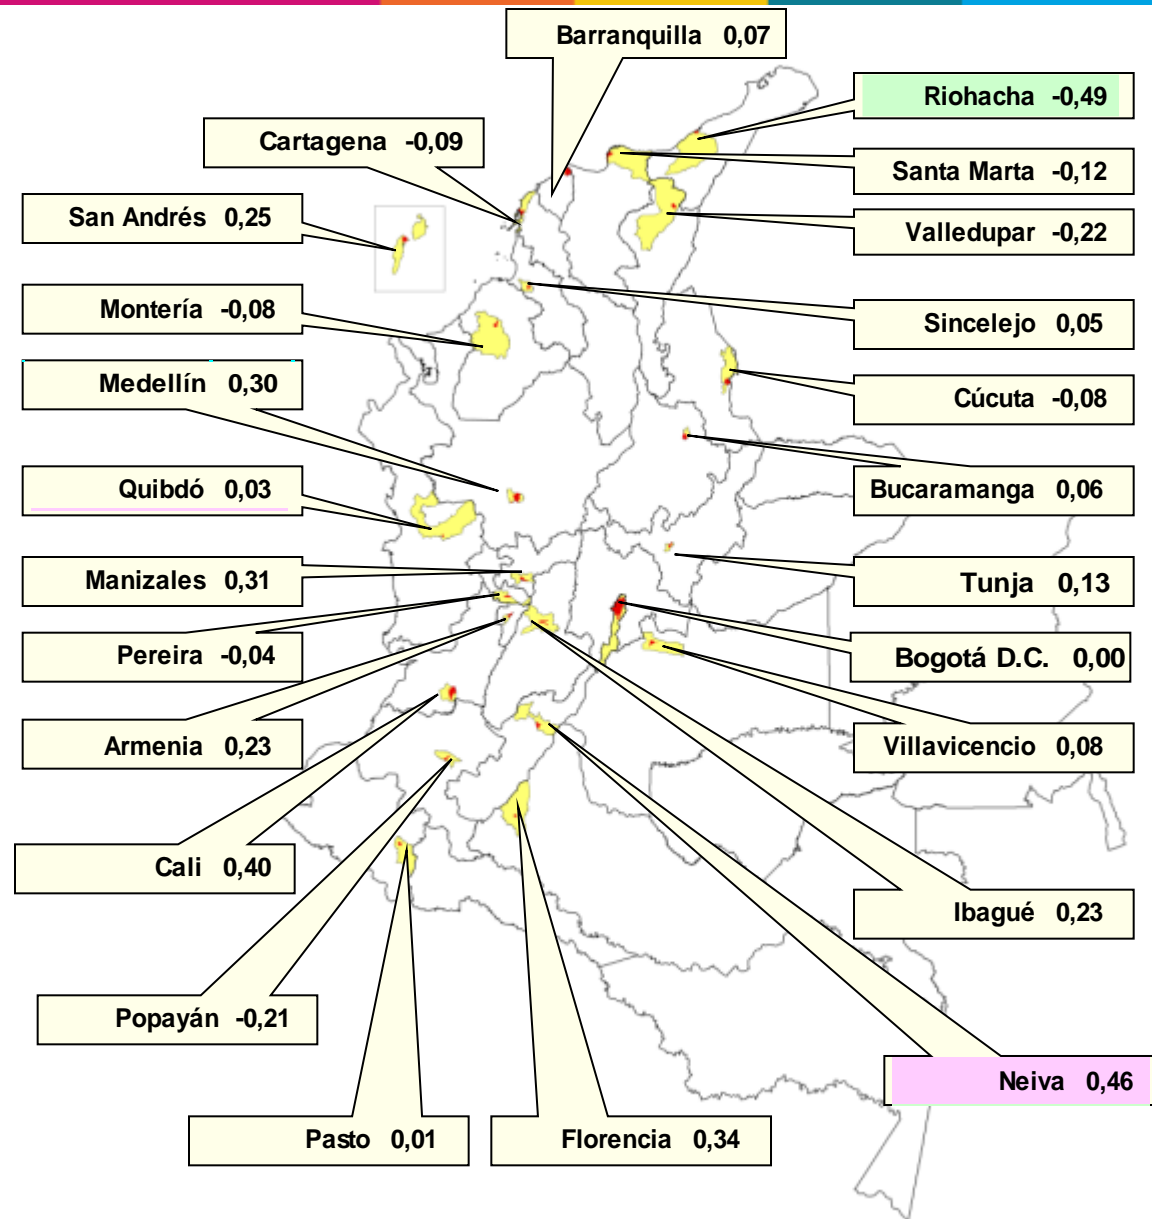 Barranquilla 0,07
Riohacha -0,49
Cartagena -0,09
Santa Marta -0,12
San Andrés 0,25
Valledupar -0,22
Montería -0,08
Sincelejo 0,05
Medellín 0,30
Cúcuta -0,08
Quibdó 0,03
Bucaramanga 0,06
Manizales 0,31
Tunja 0,13
Pereira -0,04
Bogotá D.C. 0,00
Armenia 0,23
Villavicencio 0,08
Cali 0,40
Ibagué 0,23
Popayán -0,21
Neiva 0,46
Pasto 0,01
Florencia 0,34